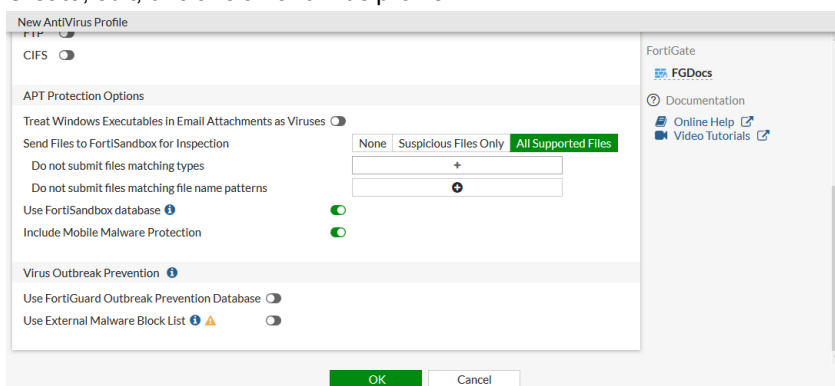 New AntiVirus Profile
FTP
CIFS
APT Protection Options
Treat Windows Executables in Email Attachments as Viruses
Send Files to FortiSandbox for Inspection None Suspicious Files Only All Supported Files
Do not submit files matching types +
Do not submit files matching file name patterns
Use FortiSandbox database
Include Mobile Malware Protection
Virus Outbreak Prevention
Use FortiGuard Outbreak Prevention Database
Use External Malware Block List
OK Cancel
FortiGate
FGDocs
Documentation
Online Help
Video Tutorials